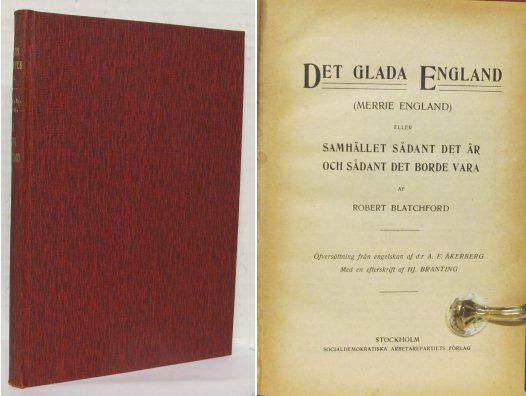 DET GLADA ENGLAND
(MERRIE ENGLAND)
ELLER
SAMHÄLLET SÅDANT DET ÄR
OCH SÅDANT DET BORDE VARA
AF
ROBERT BLATCHFORD
Öfversättning från engelskan af d:r A. F. ÅKERBERG
Med en efterskrift af HJ. BRANTING
STOCKHOLM
SOCIALDEMOKRATISKA ARBETAREPARTIETS FÖRLAG